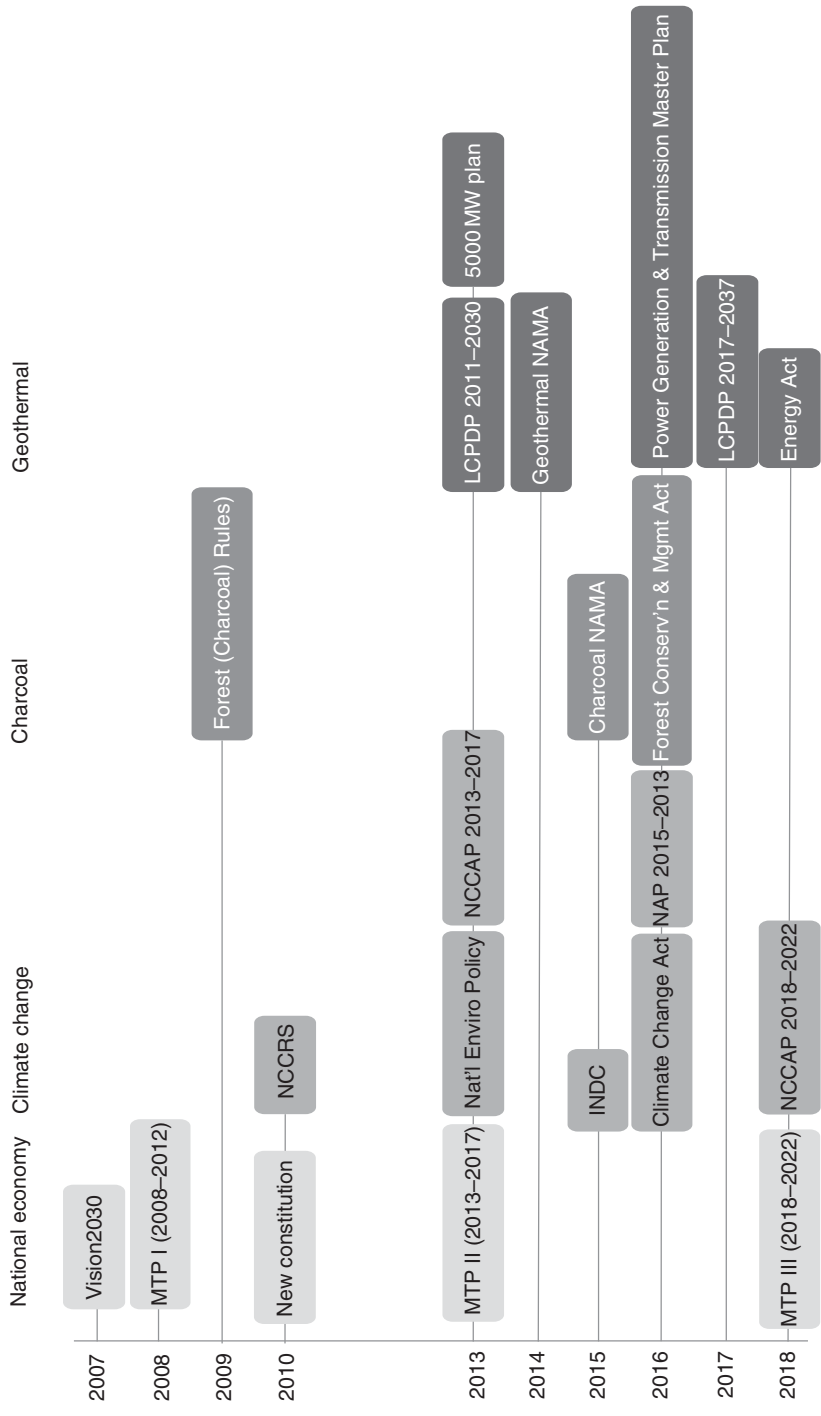 National economy
Climate change
Charcoal
Geothermal
2007
Vision2030
2008
MTP I (2008–2012)
2009
Forest (Charcoal) Rules)
2010
New constitution
NCCRS
2013
MTP II (2013–2017)
Nat'l Enviro Policy
NCCAP 2013–2017
LCPDP 2011–2030
5000 MW plan
2014
Geothermal NAMA
2015
INDC
Charcoal NAMA
2016
Climate Change Act
NAP 2015–2013
Forest Conserv'n & Mgmt Act
Power Generation & Transmission Master Plan
2017
LCPDP 2017–2037
2018
MTP III (2018–2022)
NCCAP 2018–2022
Energy Act